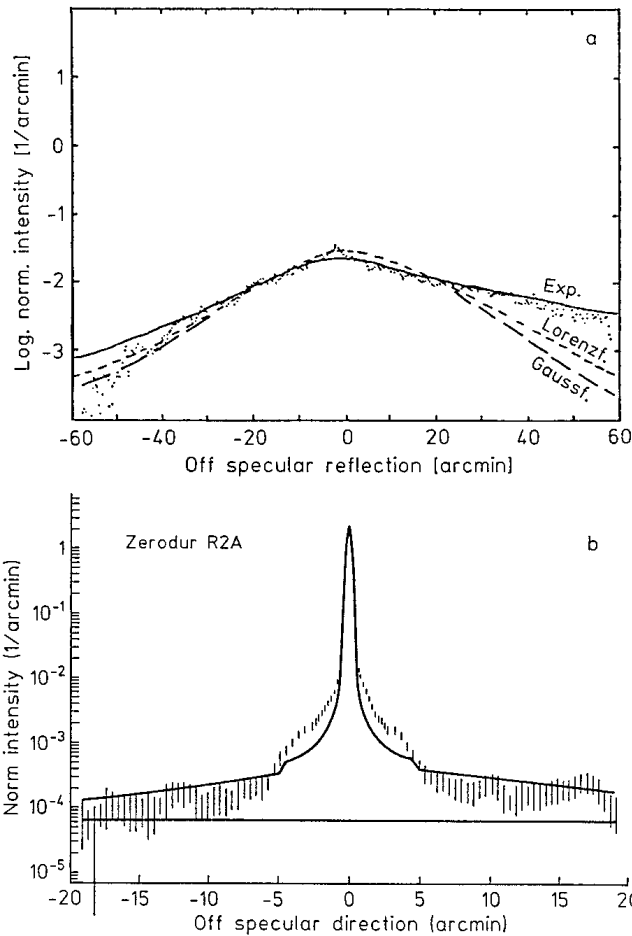 a
Log. norm. intensity [1/arcmin]
1
0
-1
-2
-3
Exp.
Lorenzf.
Gaussf.
-60 -40 -20 0 20 40 60
Off specular reflection [arcmin]
Zerodur R2A
b
Norm intensity (1/arcmin)
1
10⁻¹
10⁻²
10⁻³
10⁻⁴
10⁻⁵
-20 -15 -10 -5 0 5 10 15 20
Off specular direction (arcmin)